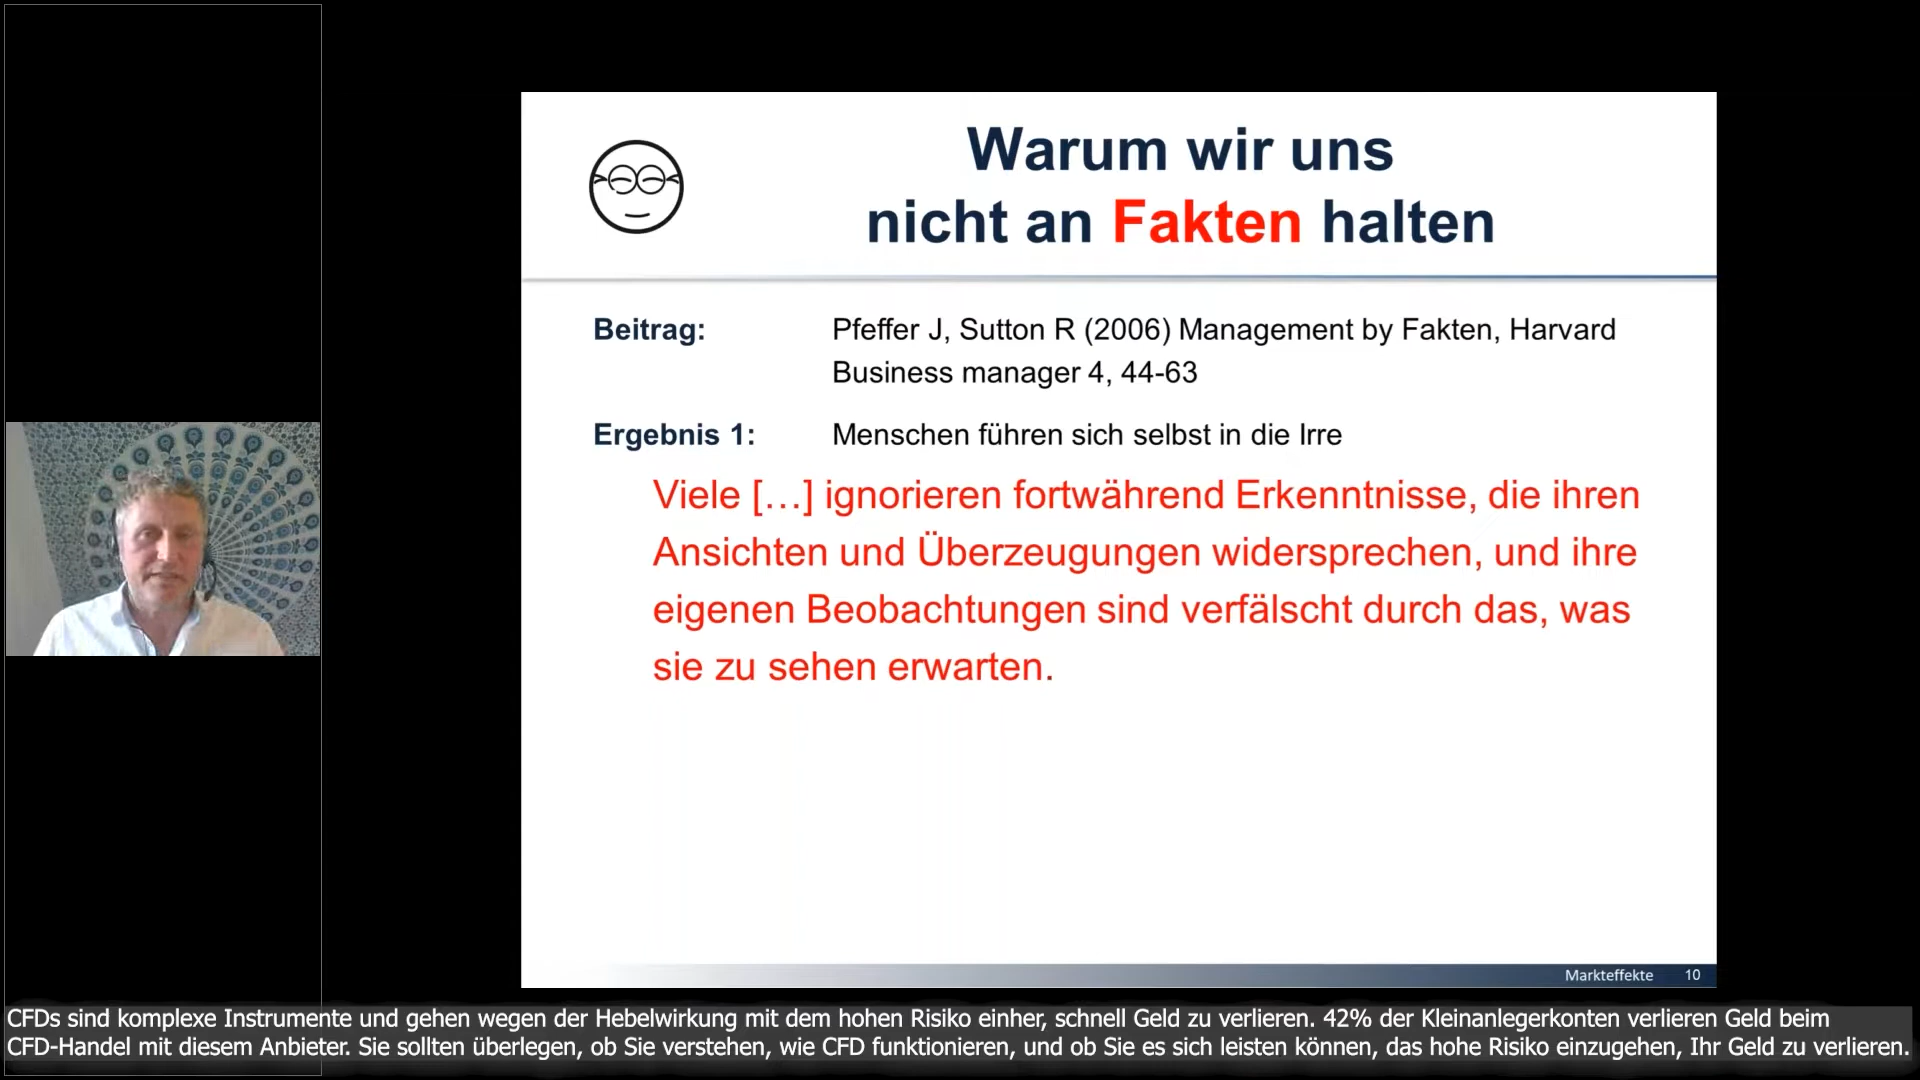 Warum wir uns
nicht an Fakten halten
Beitrag: Pfeffer J, Sutton R (2006) Management by Fakten, Harvard
Business manager 4, 44-63
Ergebnis 1: Menschen führen sich selbst in die Irre
Viele […] ignorieren fortwährend Erkenntnisse, die ihren
Ansichten und Überzeugungen widersprechen, und ihre
eigenen Beobachtungen sind verfälscht durch das, was
sie zu sehen erwarten.
Markteffekte 10
CFDs sind komplexe Instrumente und gehen wegen der Hebelwirkung mit dem hohen Risiko einher, schnell Geld zu verlieren. 42% der Kleinanlegerkonten verlieren Geld beim
CFD-Handel mit diesem Anbieter. Sie sollten überlegen, ob Sie verstehen, wie CFD funktionieren, und ob Sie es sich leisten können, das hohe Risiko einzugehen, Ihr Geld zu verlieren.